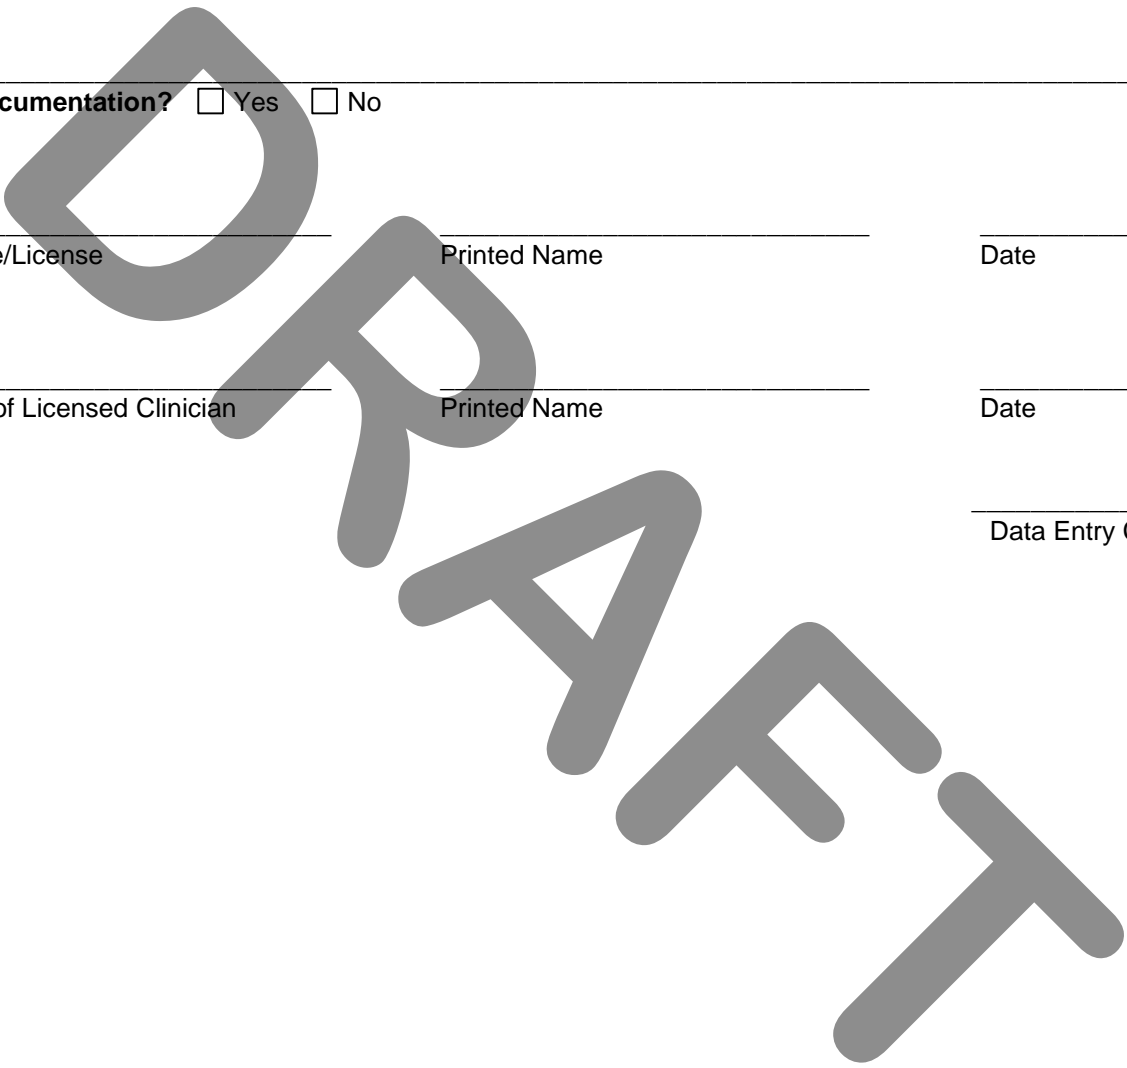 cumentation? Yes No
e/License Printed Name Date
of Licensed Clinician Printed Name Date
Data Entry
DRAFT